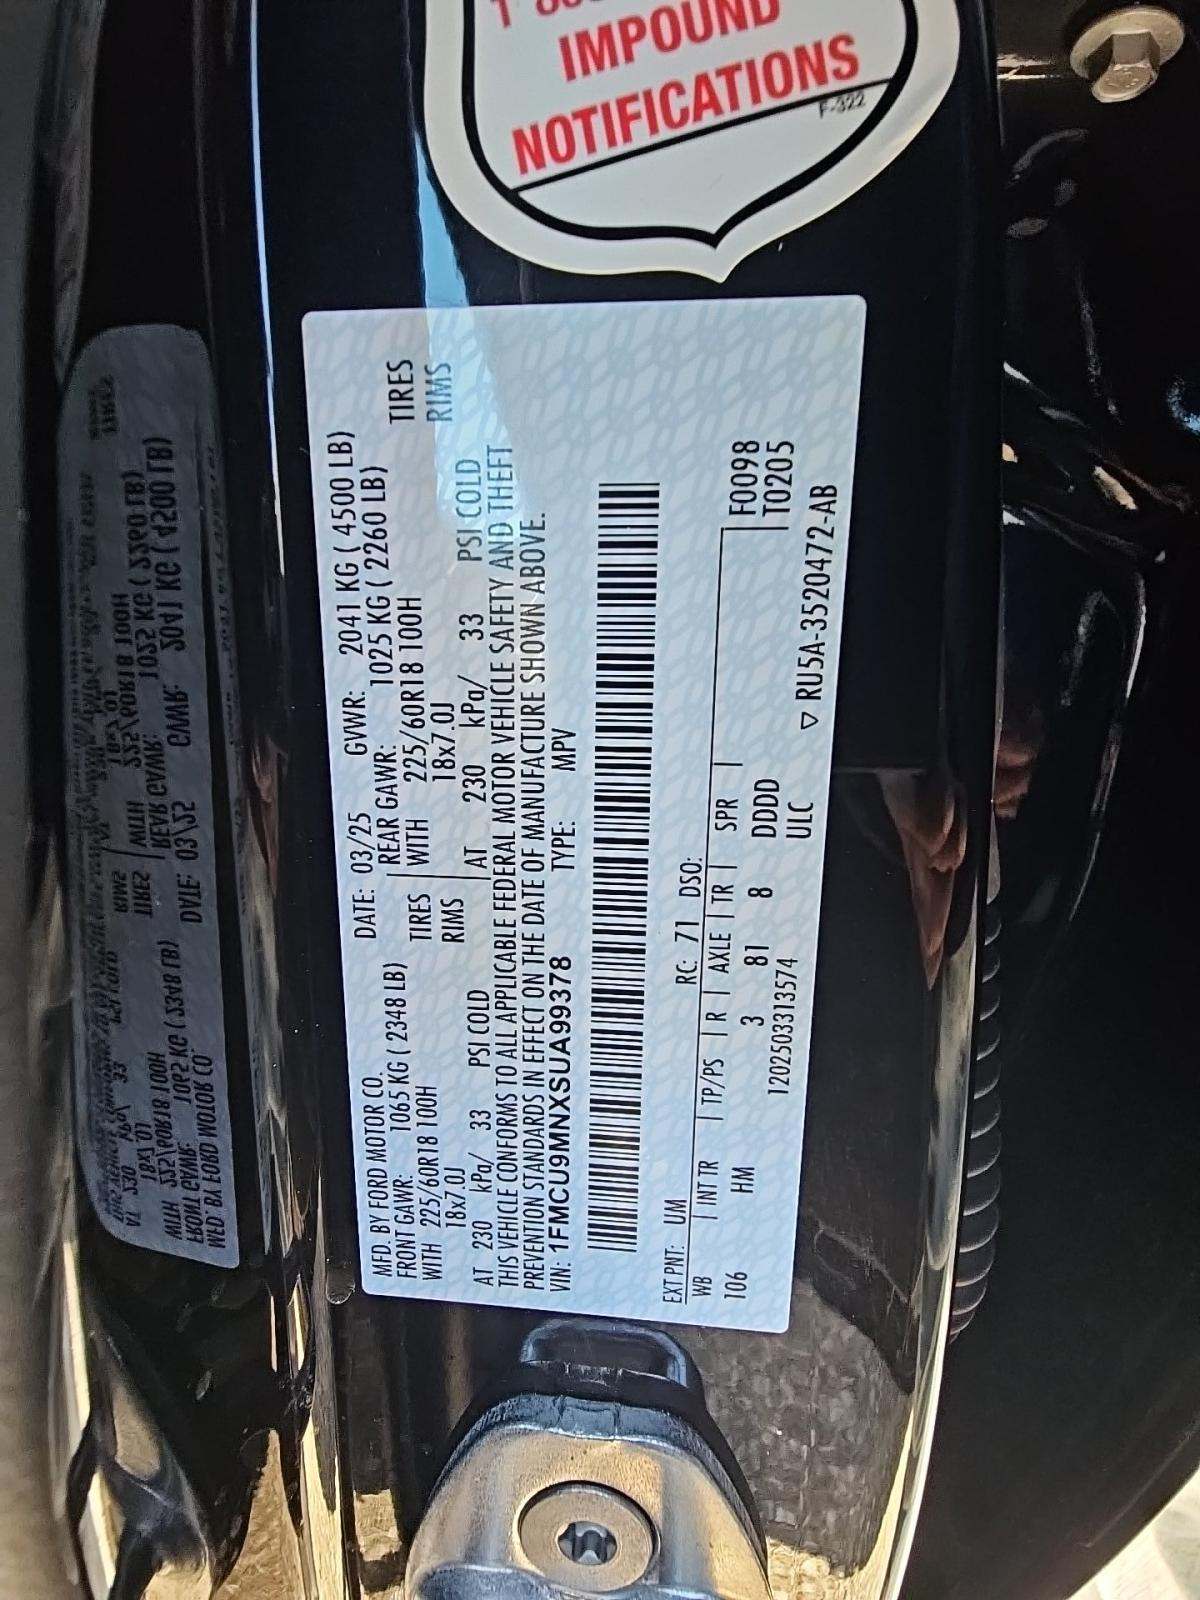 IMPOUND
NOTIFICATIONS
F-322
MFD. BY FORD MOTOR CO.
DATE: 03/25 GVWR: 2041 KG ( 4500 LB)
FRONT GAWR: 1065 KG ( 2348 LB) REAR GAWR: 1025 KG ( 2260 LB)
WITH 225/60R18 100H TIRES WITH 225/60R18 100H TIRES
18x7.0J RIMS 18x7.0J RIMS
AT 230 kPa/ 33 PSI COLD AT 230 kPa/ 33 PSI COLD
THIS VEHICLE CONFORMS TO ALL APPLICABLE FEDERAL MOTOR VEHICLE SAFETY AND THEFT
PREVENTION STANDARDS IN EFFECT ON THE DATE OF MANUFACTURE SHOWN ABOVE.
VIN: 1FMCU9MNXSUA99378 TYPE: MPV
EXT PNT: UM RC: 71 DSO:
WB INT TR TP/PS R AXLE TR SPR F0098
106 HM 3 81 8 DDDD T0205
1202503313574 ULC
▽ RU5A-3520472-AB